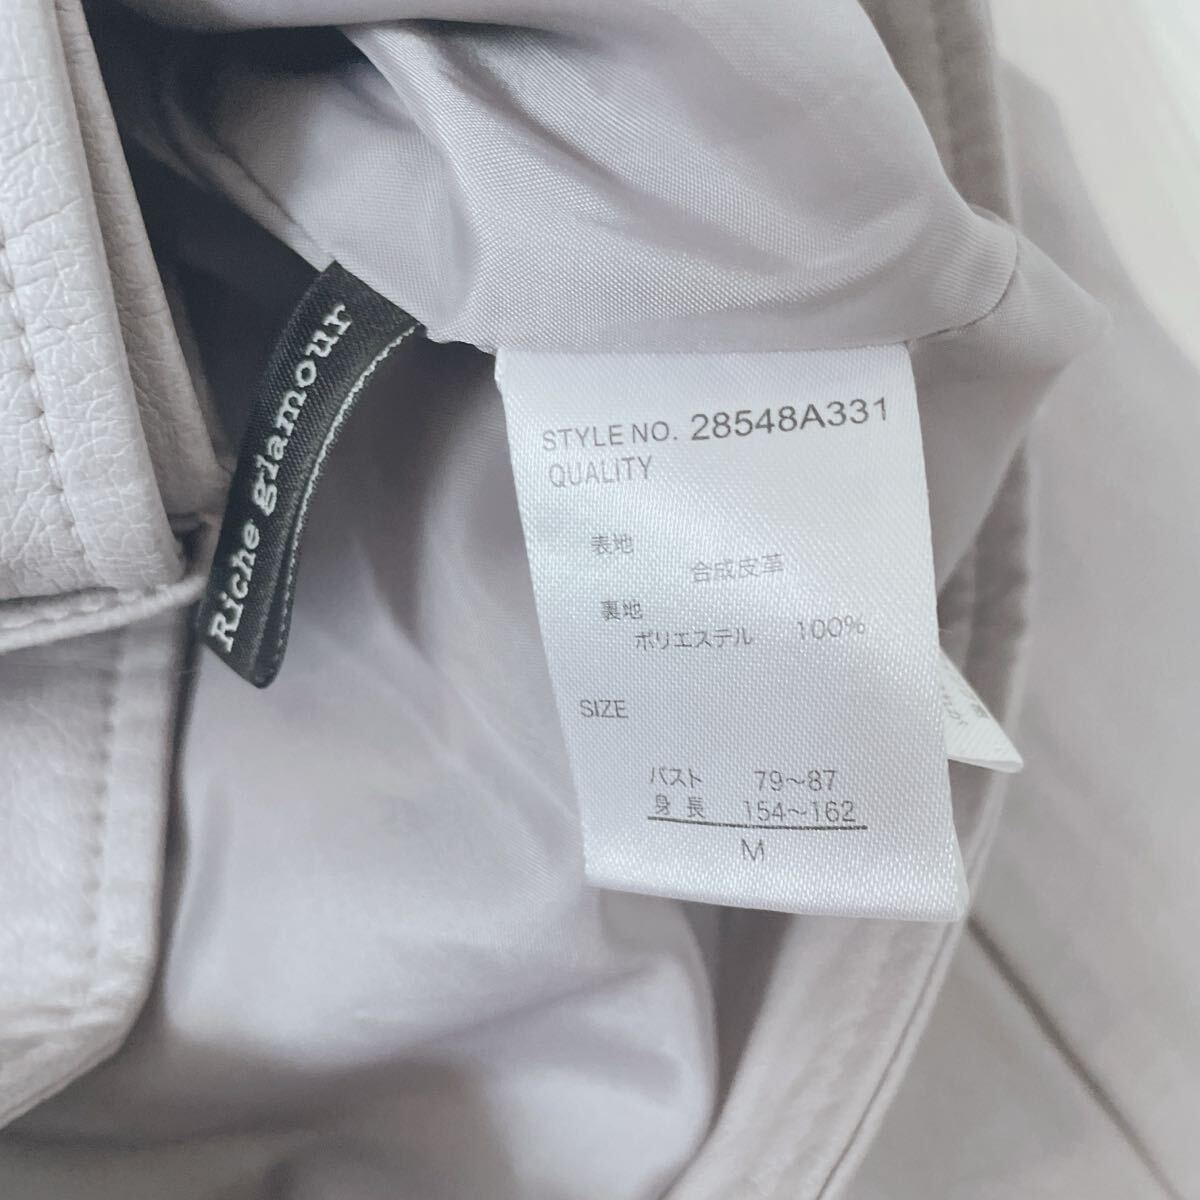 Riche glamour
STYLE NO. 28548A331
QUALITY
表地
合成皮革
裏地
ポリエステル 100%
SIZE
バスト 79〜87
身長 154〜162
M